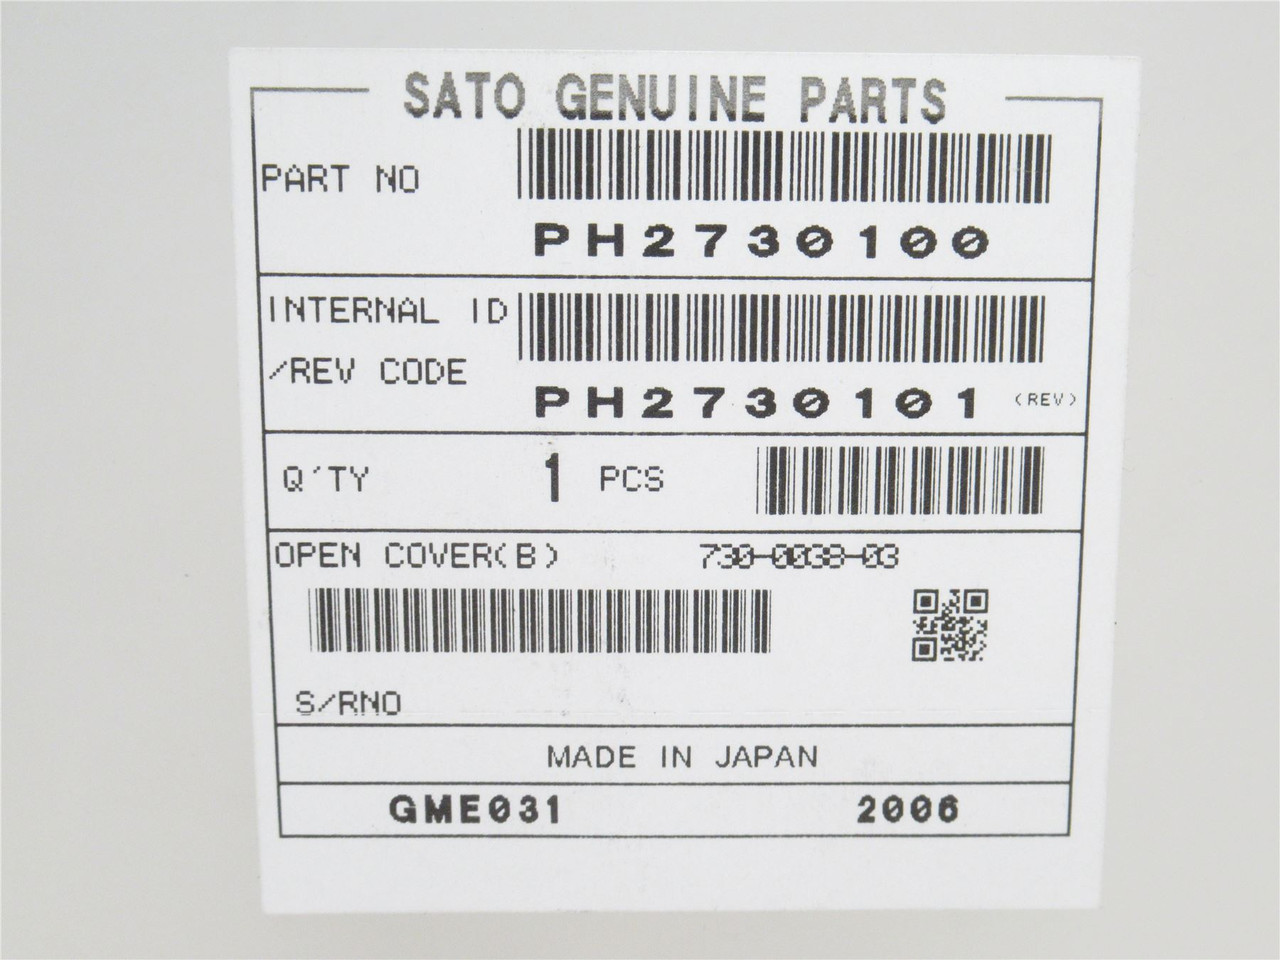 SATO GENUINE PARTS
PART NO
PH2730100
INTERNAL ID
/REV CODE
PH2730101 (REV)
Q'TY 1 PCS
OPEN COVER(B) 730-0038-03
S/RNO
MADE IN JAPAN
GME031 2006